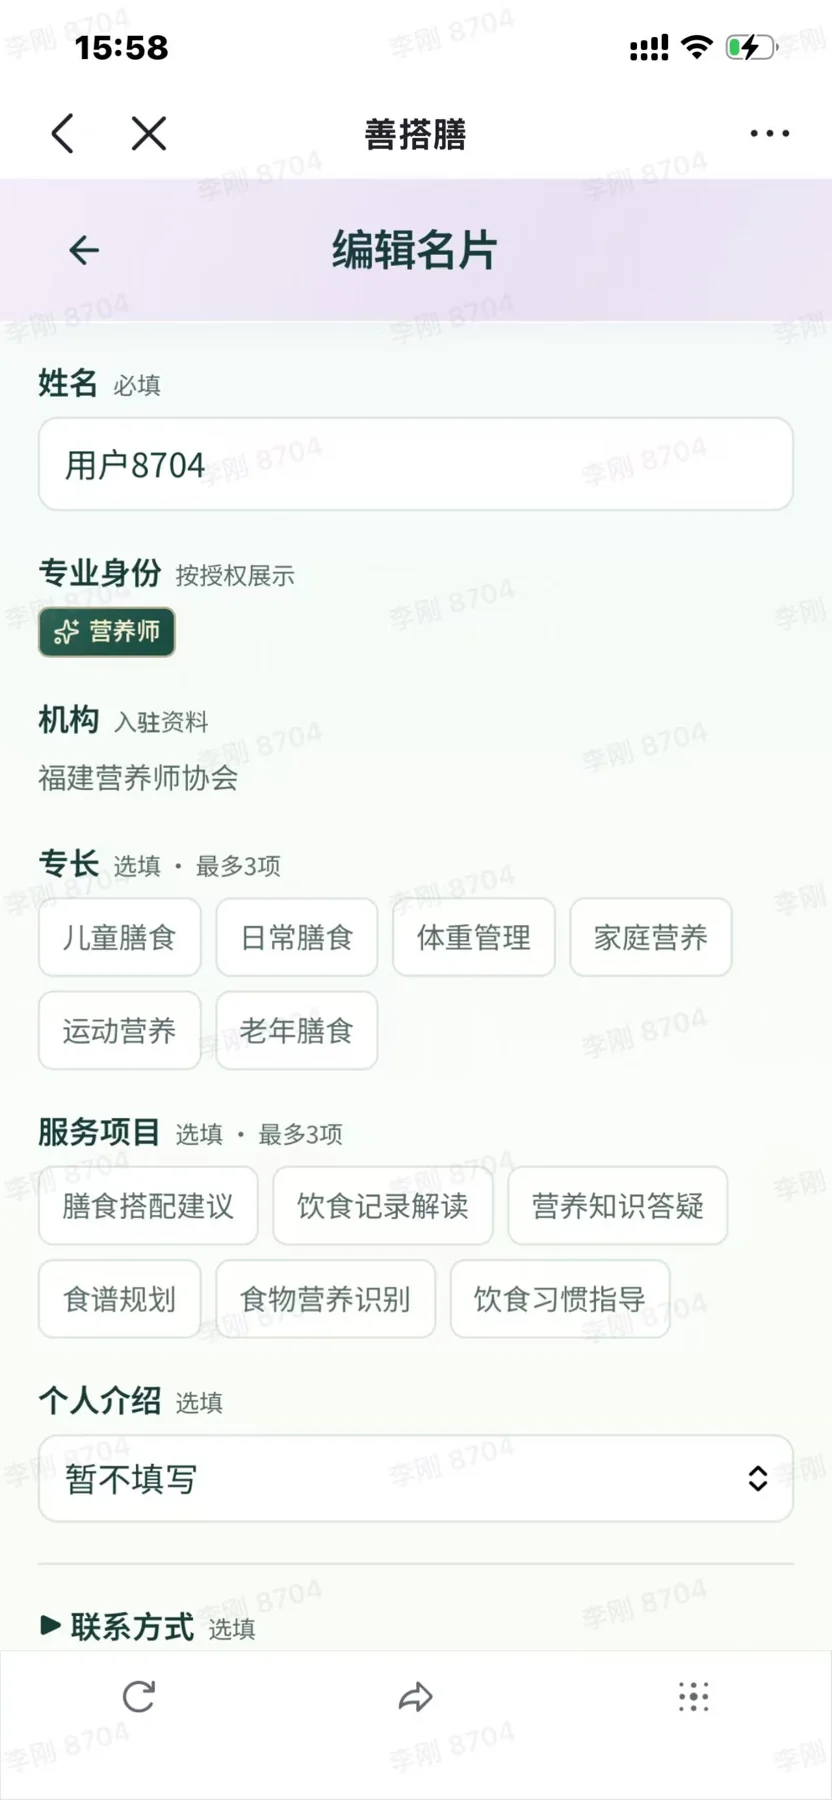 15:58
善搭膳
编辑名片
姓名 必填
用户8704
专业身份 按授权展示
营养师
机构 入驻资料
福建营养师协会
专长 选填 · 最多3项
儿童膳食 日常膳食 体重管理 家庭营养
运动营养 老年膳食
服务项目 选填 · 最多3项
膳食搭配建议 饮食记录解读 营养知识答疑
食谱规划 食物营养识别 饮食习惯指导
个人介绍 选填
暂不填写
联系方式 选填
李刚 8704